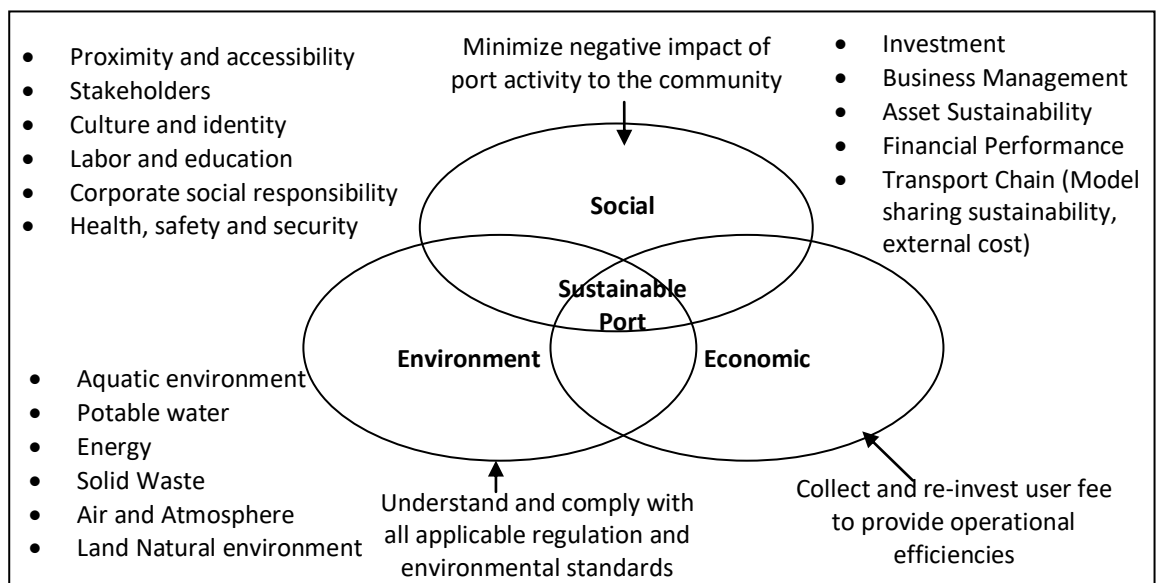 • Proximity and accessibility
• Stakeholders
• Culture and identity
• Labor and education
• Corporate social responsibility
• Health, safety and security
Minimize negative impact of
port activity to the community
• Investment
• Business Management
• Asset Sustainability
• Financial Performance
• Transport Chain (Model
sharing sustainability,
external cost)
Social
Sustainable
Port
Environment
Economic
• Aquatic environment
• Potable water
• Energy
• Solid Waste
• Air and Atmosphere
• Land Natural environment
Understand and comply with
all applicable regulation and
environmental standards
Collect and re-invest user fee
to provide operational
efficiencies